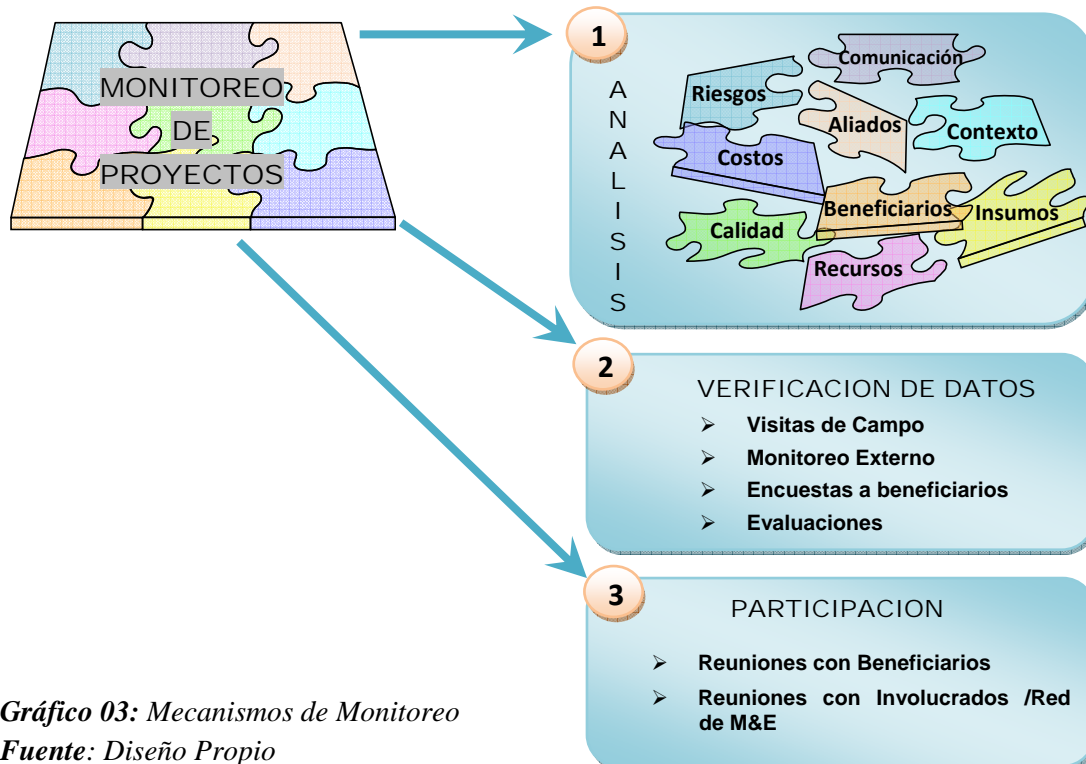 MONITOREO
DE
PROYECTOS
1
ANALISIS
Comunicación
Riesgos
Aliados
Contexto
Costos
Beneficiarios
Insumos
Calidad
Recursos
2
VERIFICACION DE DATOS
➢ Visitas de Campo
➢ Monitoreo Externo
➢ Encuestas a beneficiarios
➢ Evaluaciones
3
PARTICIPACION
➢ Reuniones con Beneficiarios
➢ Reuniones con Involucrados /Red
de M&E
Gráfico 03: Mecanismos de Monitoreo
Fuente: Diseño Propio